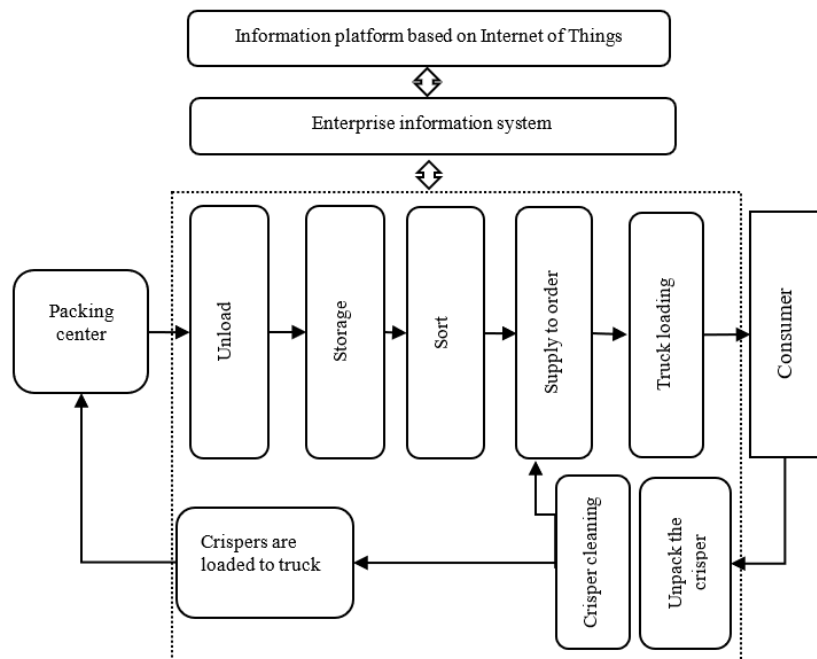 Information platform based on Internet of Things
Enterprise information system
Packing
center
Unload
Storage
Sort
Supply to order
Truck loading
Consumer
Crispers are
loaded to truck
Crisper cleaning
Unpack the
crisper